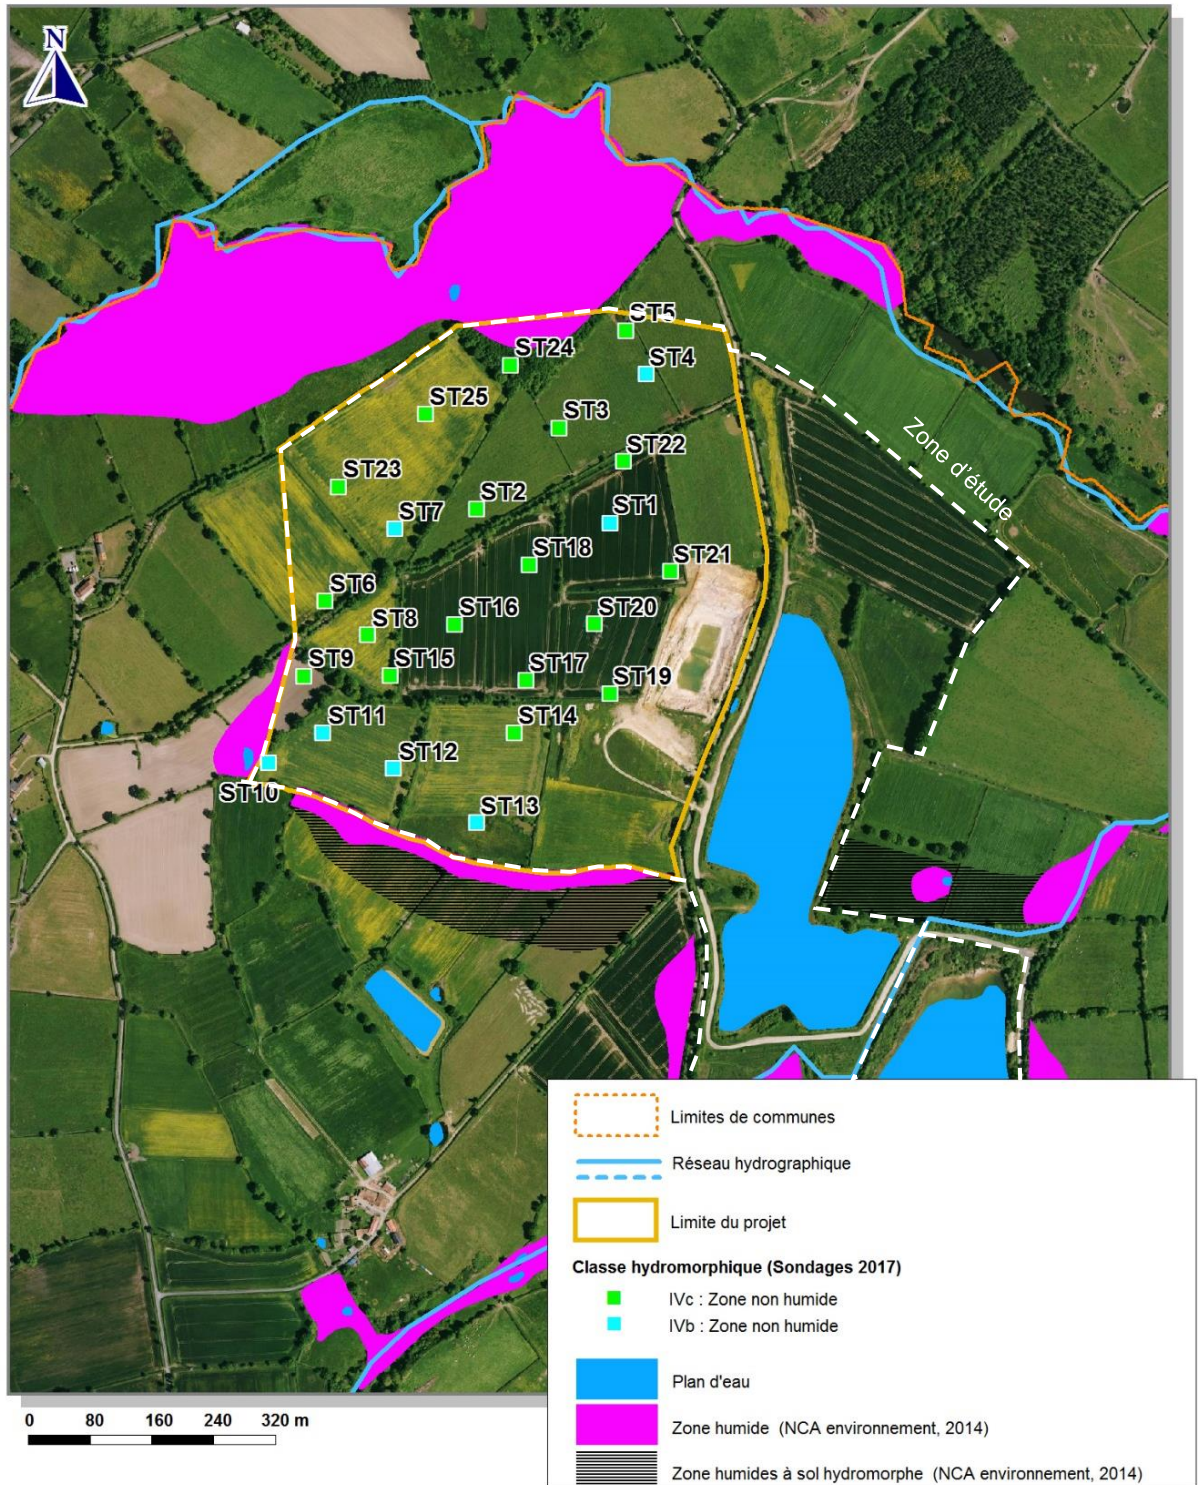 N
ST5
ST24
ST4
ST25
ST3
Zone d'étude
ST22
ST23
ST2
ST7
ST1
ST18
ST21
ST6
ST8
ST16
ST20
ST9
ST15
ST17
ST19
ST11
ST14
ST12
ST10
ST13
Limites de communes
Réseau hydrographique
Limite du projet
Classe hydromorphique (Sondages 2017)
IVc : Zone non humide
IVb : Zone non humide
Plan d'eau
Zone humide (NCA environnement, 2014)
Zone humides à sol hydromorphe (NCA environnement, 2014)
0 80 160 240 320 m